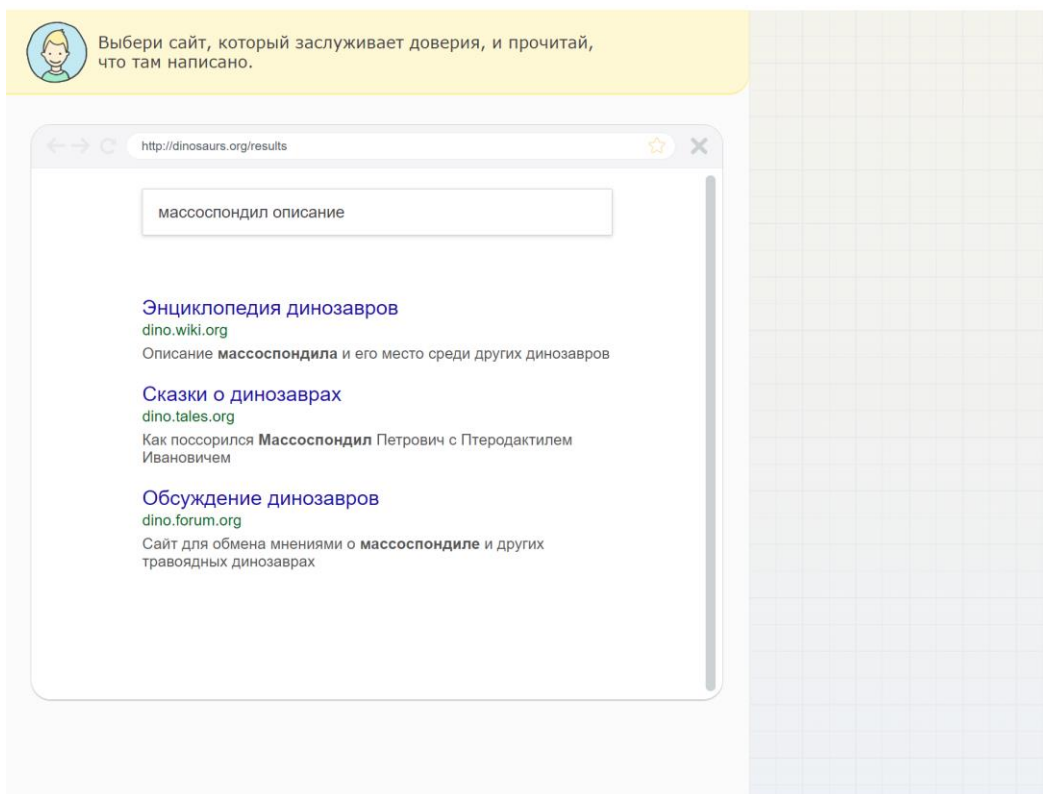 Выбери сайт, который заслуживает доверия, и прочитай,
что там написано.
http://dinosaurs.org/results
массоспондил описание
Энциклопедия динозавров
dino.wiki.org
Описание массоспондила и его место среди других динозавров
Сказки о динозаврах
dino.tales.org
Как поссорился Массоспондил Петрович с Птеродактилем
Ивановичем
Обсуждение динозавров
dino.forum.org
Сайт для обмена мнениями о массоспондиле и других
травоядных динозаврах